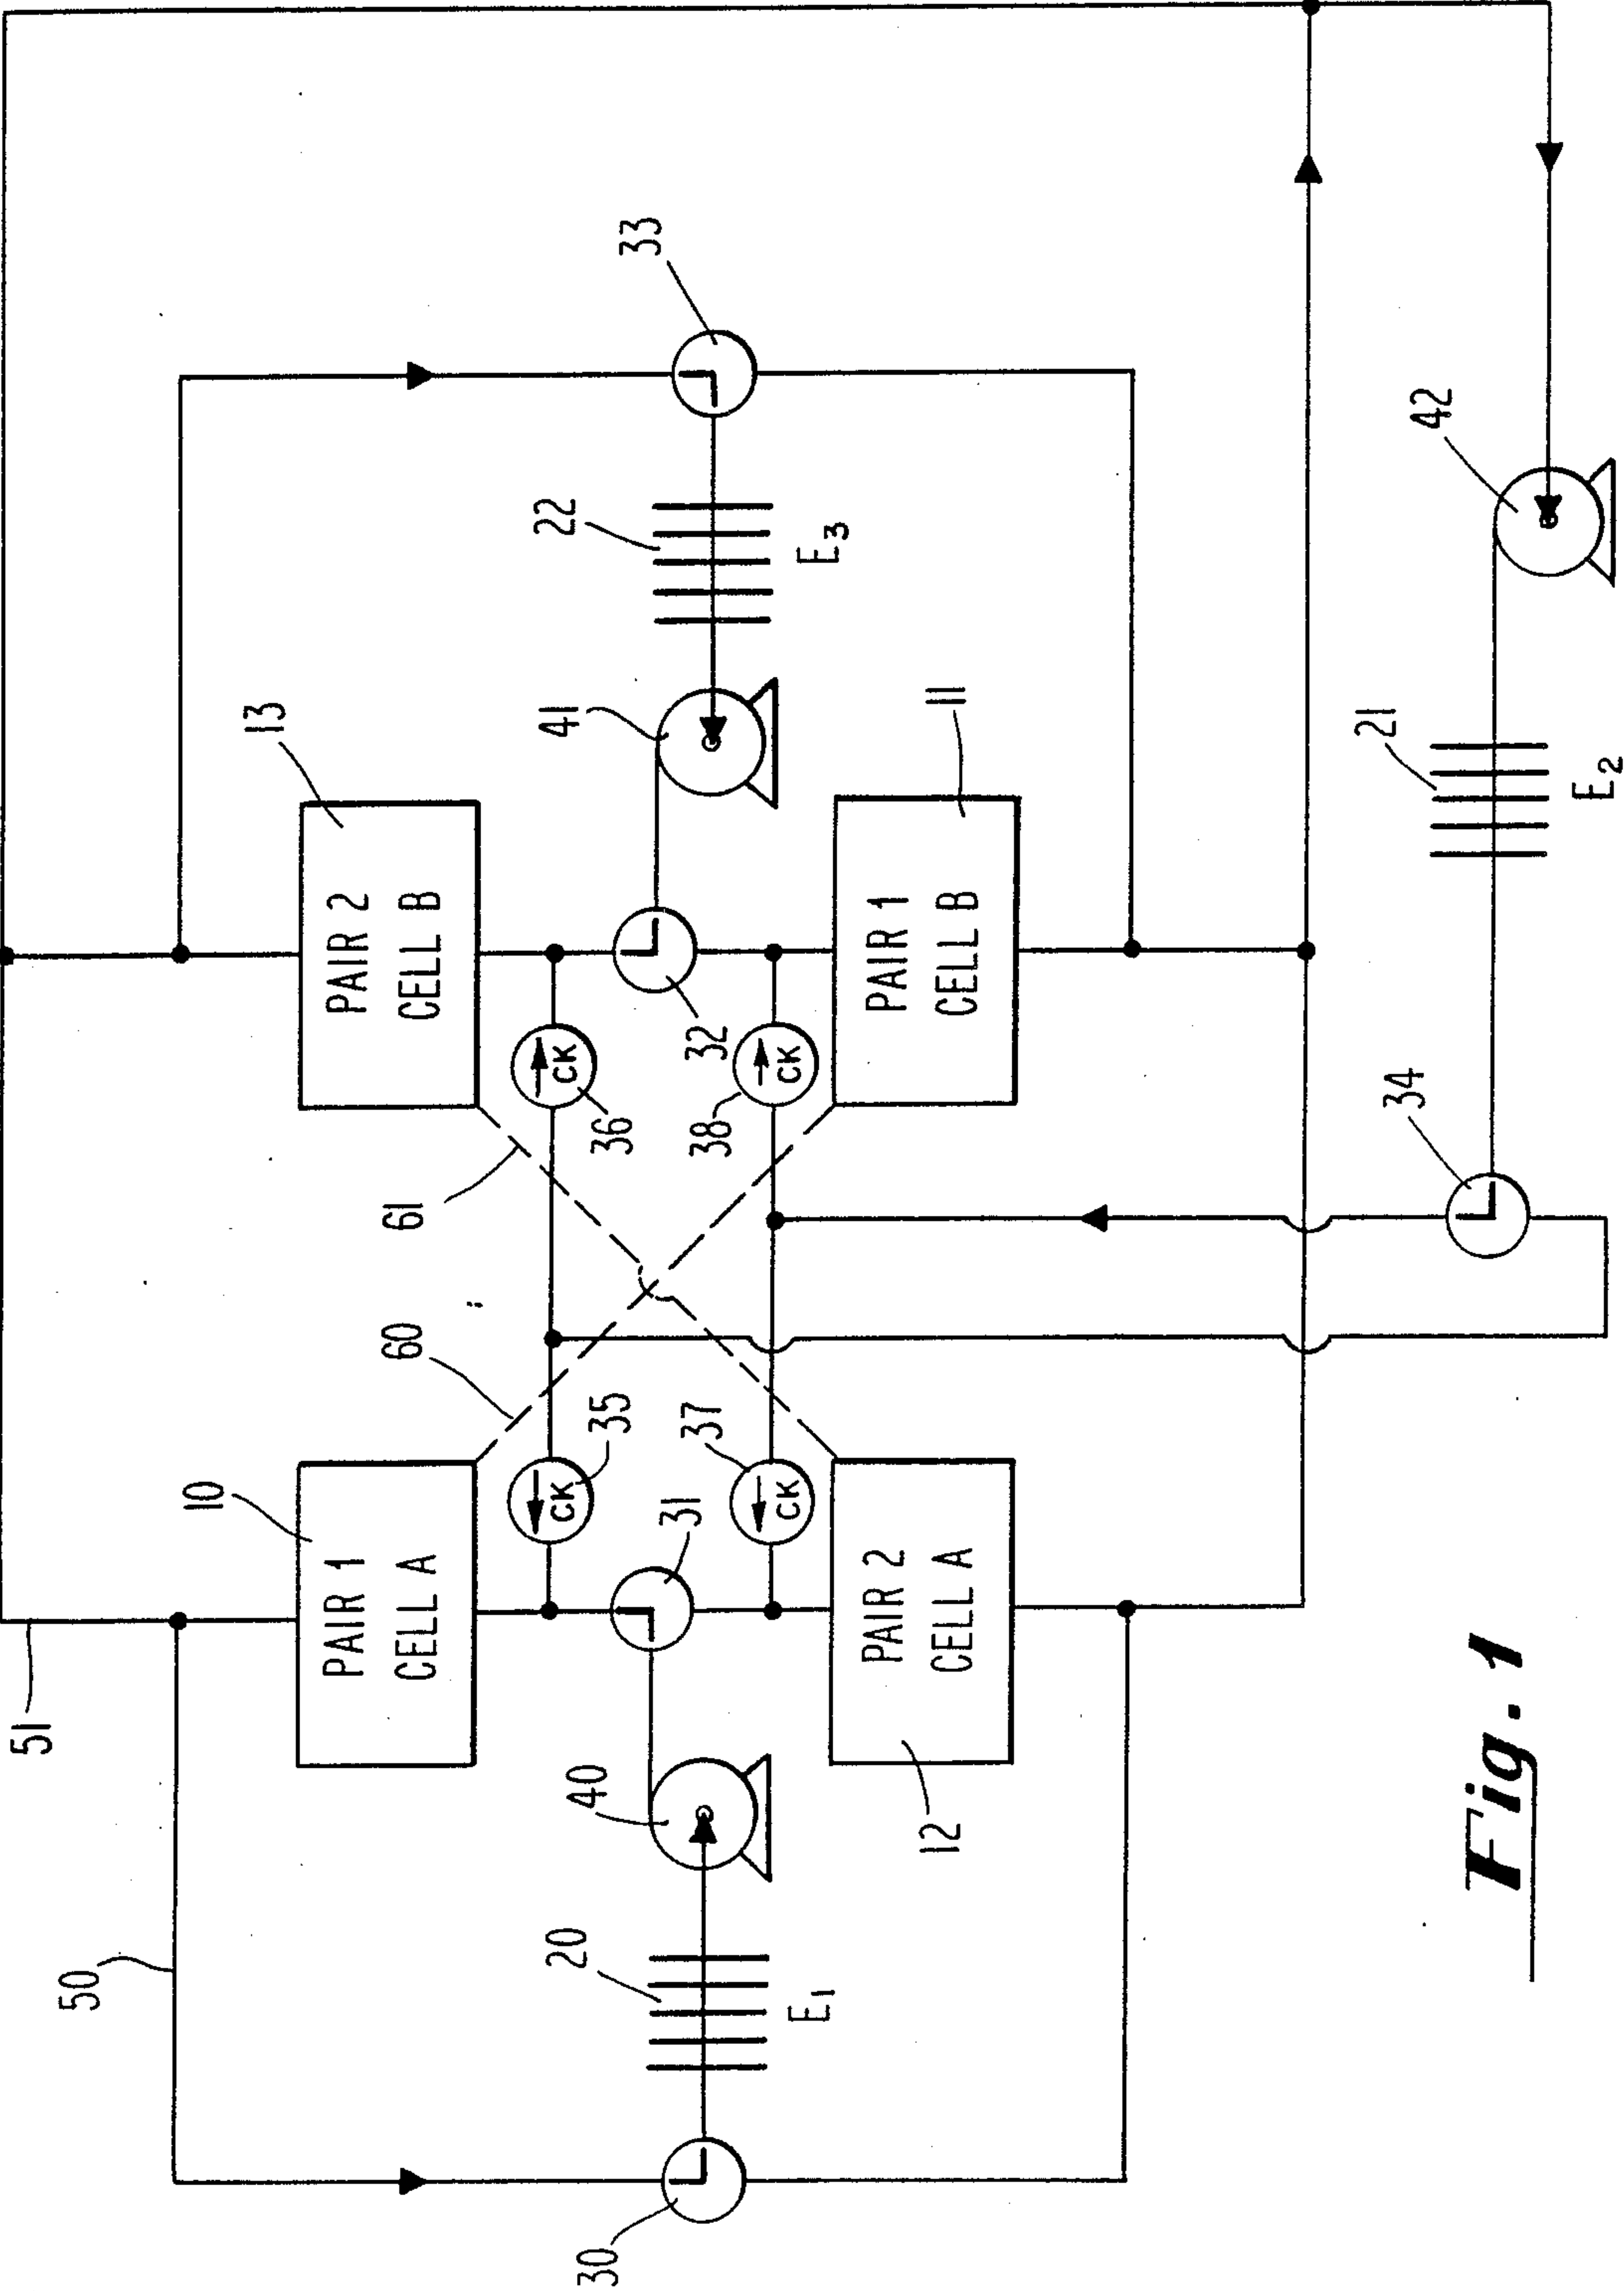 51
50
10
PAIR 1
CELL A
60
61
13
PAIR 2
CELL B
33
30
20
E1
40
31
CK
35
CK
36
32
41
22
E3
CK
37
CK
38
12
PAIR 2
CELL A
PAIR 1
CELL B
11
34
21
E2
42
Fig. 1